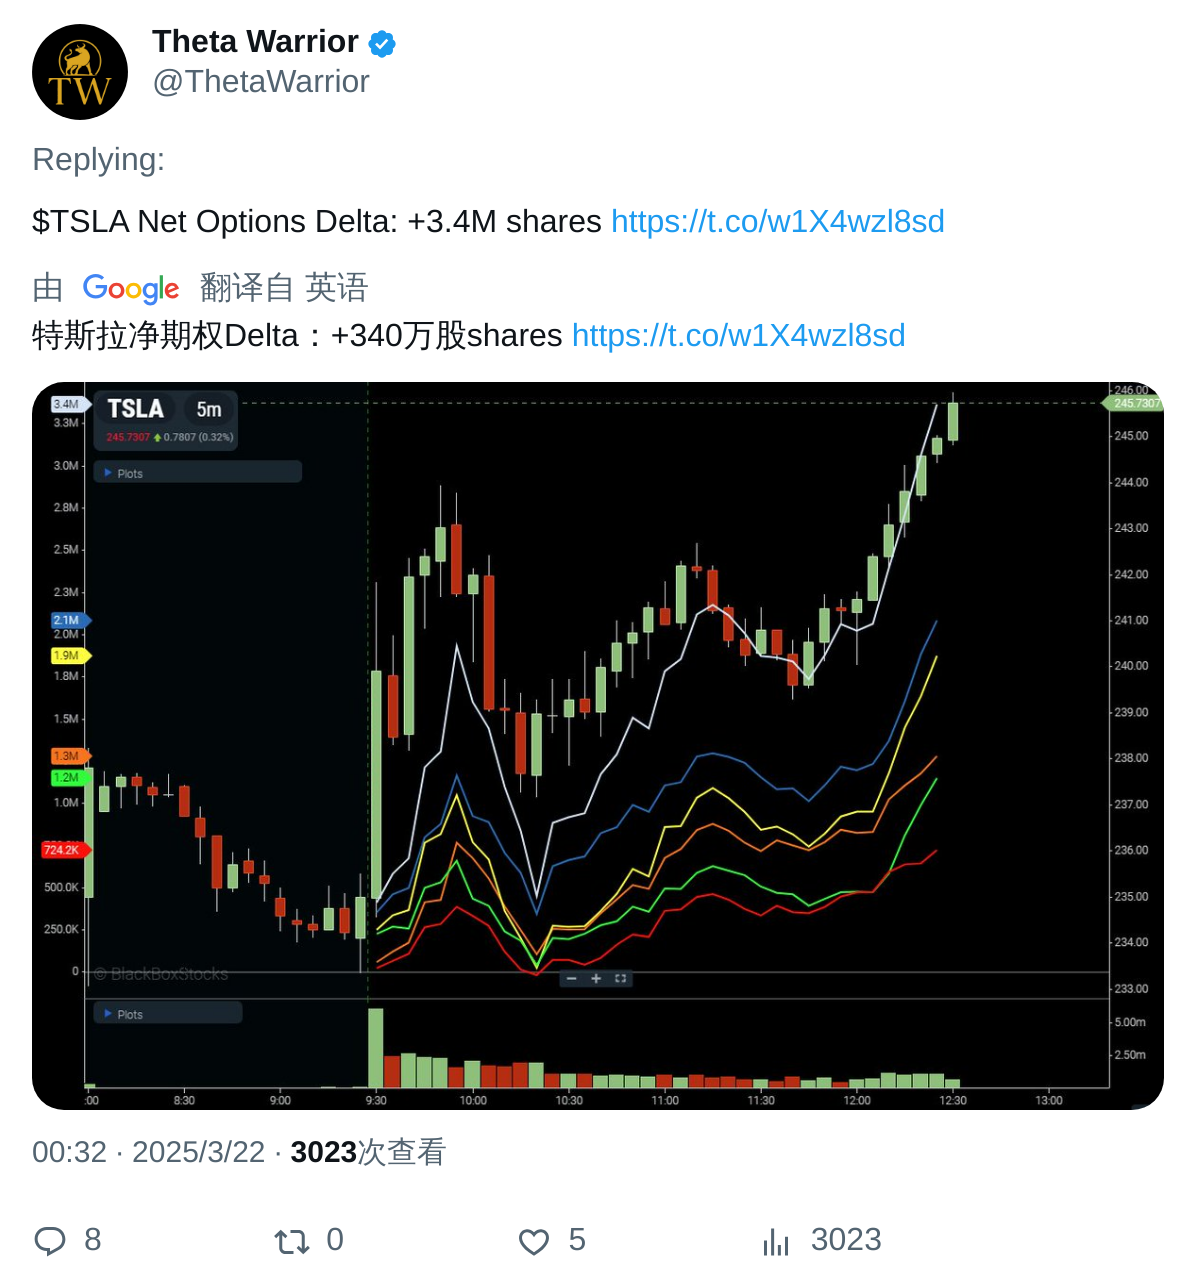 Theta Warrior
TW
@ThetaWarrior
Replying:
$TSLA Net Options Delta: +3.4M shares https://t.co/w1X4wzl8sd
由 Google 翻译自 英语
特斯拉净期权Delta：+340万股shares https://t.co/w1X4wzl8sd
TSLA 5m
245.7307 0.7807 (0.32%)
Plots
3.4M
3.3M
3.0M
2.8M
2.5M
2.3M
2.1M
2.0M
1.9M
1.8M
1.5M
1.3M
1.2M
1.0M
724.2K
500.0K
250.0K
0
246.00
245.7307
245.00
244.00
243.00
242.00
241.00
240.00
239.00
238.00
237.00
236.00
235.00
234.00
233.00
© BlackBoxStocks
Plots
5.00m
2.50m
:00 8:30 9:00 9:30 10:00 10:30 11:00 11:30 12:00 12:30 13:00
00:32 · 2025/3/22 · 3023次查看
8 0 5 3023